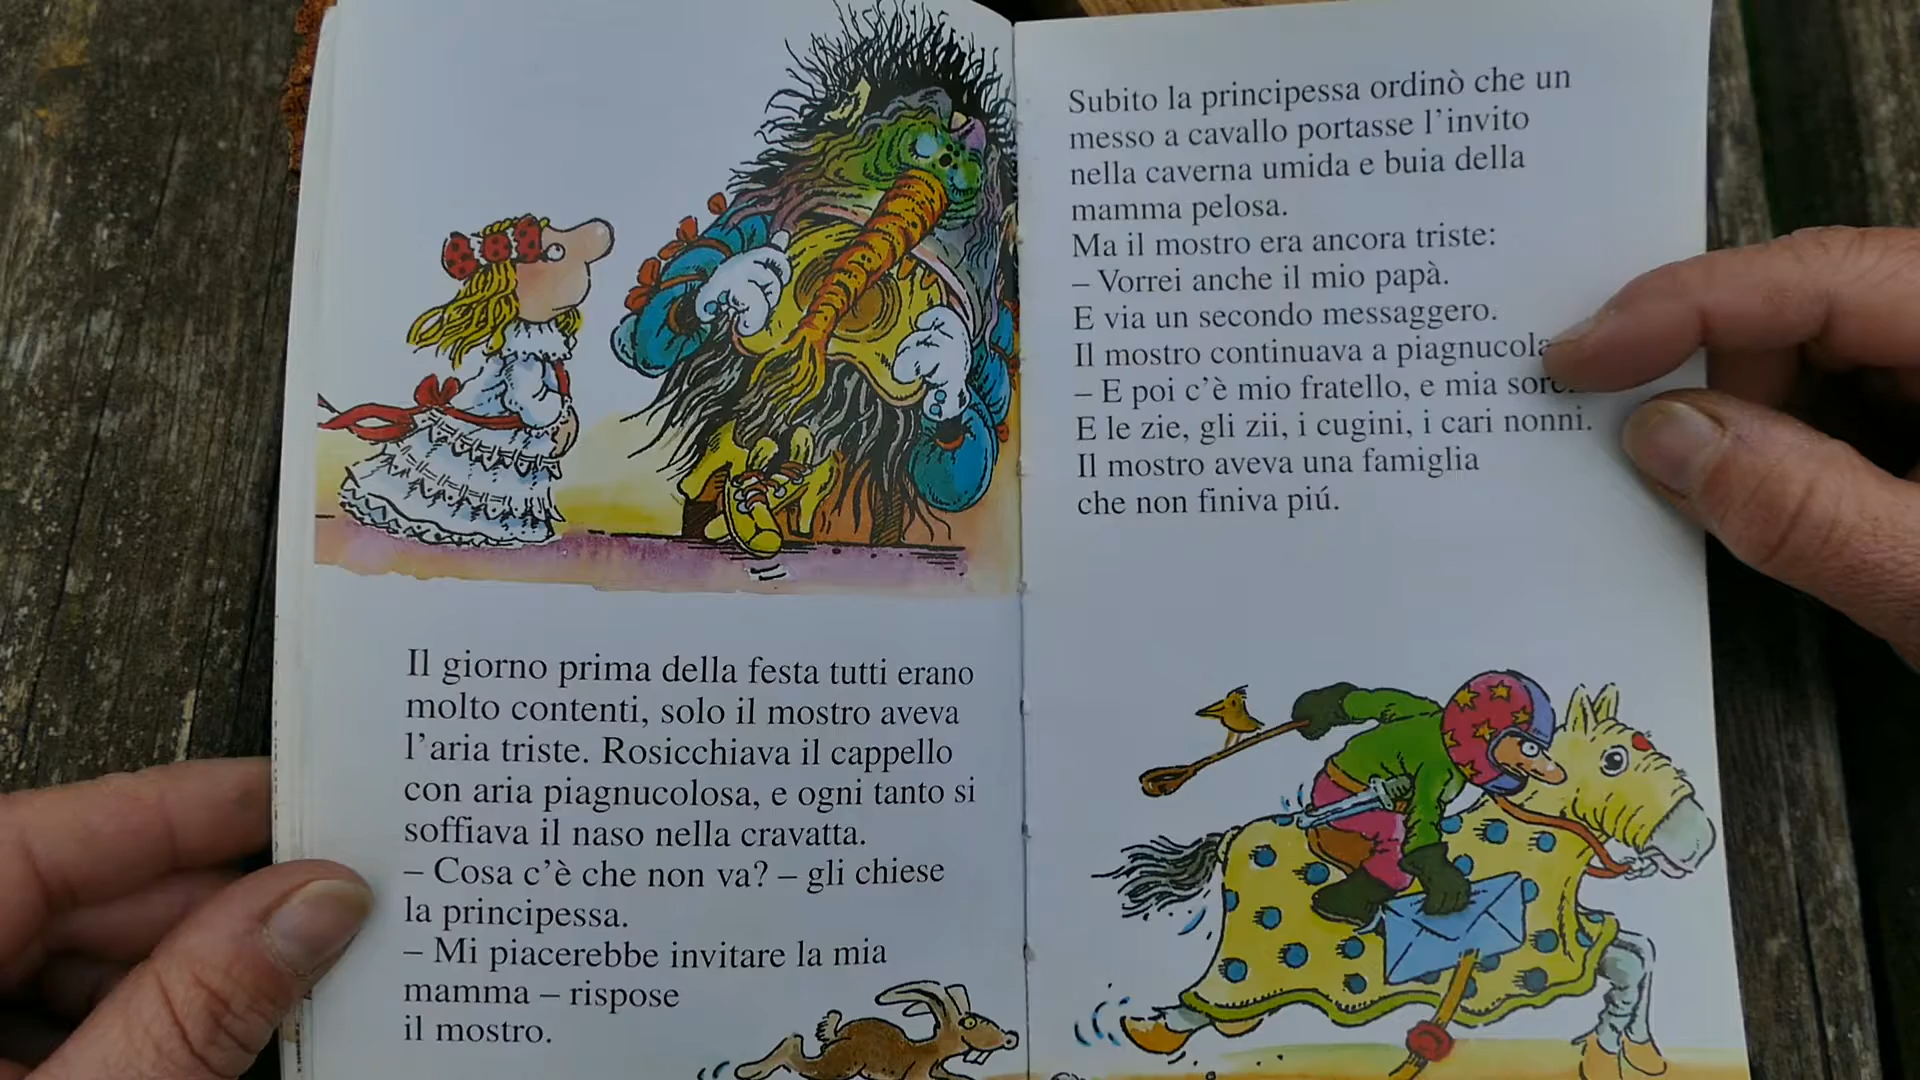 Il giorno prima della festa tutti erano
molto contenti, solo il mostro aveva
l'aria triste. Rosicchiava il cappello
con aria piagnucolosa, e ogni tanto si
soffiava il naso nella cravatta.
– Cosa c'è che non va? – gli chiese
la principessa.
– Mi piacerebbe invitare la mia
mamma – rispose
il mostro.
Subito la principessa ordinò che un
messo a cavallo portasse l'invito
nella caverna umida e buia della
mamma pelosa.
Ma il mostro era ancora triste:
– Vorrei anche il mio papà.
E via un secondo messaggero.
Il mostro continuava a
– E poi c'è mio fratello, e mia
E le zie, gli zii, i cugini, i cari nonni.
Il mostro aveva una famiglia
che non finiva piú.